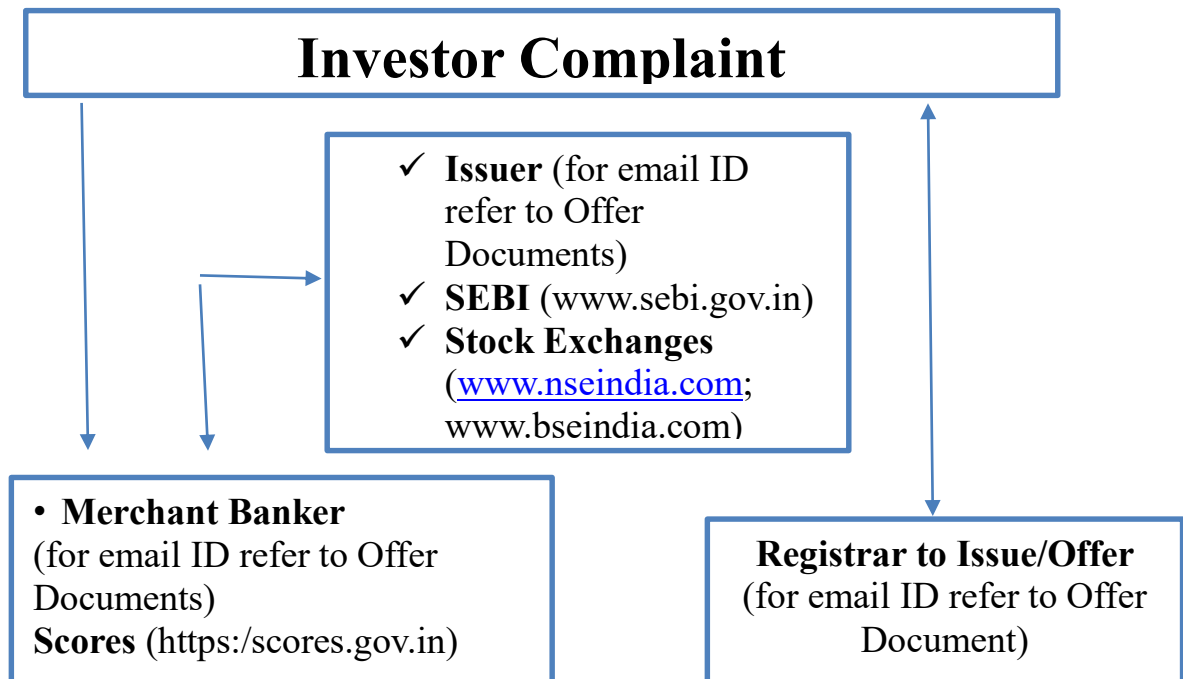 Investor Complaint
✓ Issuer (for email ID
refer to Offer
Documents)
✓ SEBI (www.sebi.gov.in)
✓ Stock Exchanges
(www.nseindia.com;
www.bseindia.com)
• Merchant Banker
(for email ID refer to Offer
Documents)
Scores (https:/scores.gov.in)
Registrar to Issue/Offer
(for email ID refer to Offer
Document)